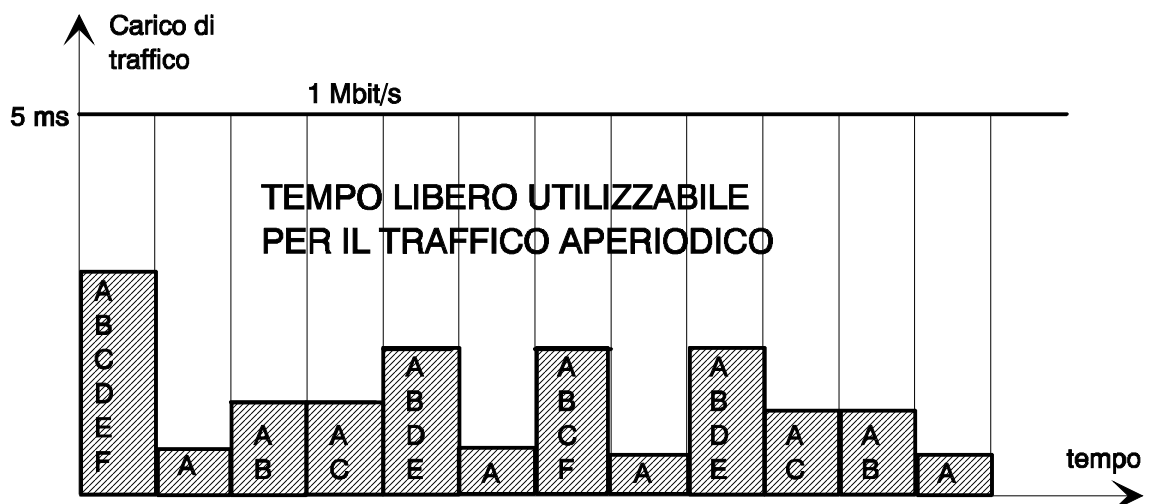 Carico di
traffico
1 Mbit/s
5 ms
TEMPO LIBERO UTILIZZABILE
PER IL TRAFFICO APERIODICO
A
B
C
D
E
F
A
A
B
A
C
A
B
D
E
A
A
B
C
F
A
A
B
D
E
A
C
A
B
A
tempo